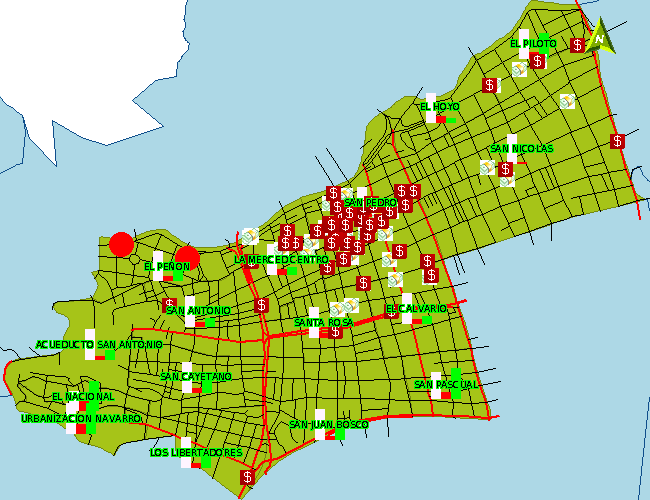 N
EL PILOTO
$
$
$
EL HOYO
$
SAN NICOLAS
$
SAN PEDRO
LA MERCED CENTRO
EL PEÑON
SAN ANTONIO
EL CALVARIO
SANTA ROSA
ACUEDUCTO SAN ANTONIO
SAN CAYETANO
SAN PASCUAL
EL NACIONAL
URBANIZACION NAVARRO
SAN JUAN BOSCO
LOS LIBERTADORES
$